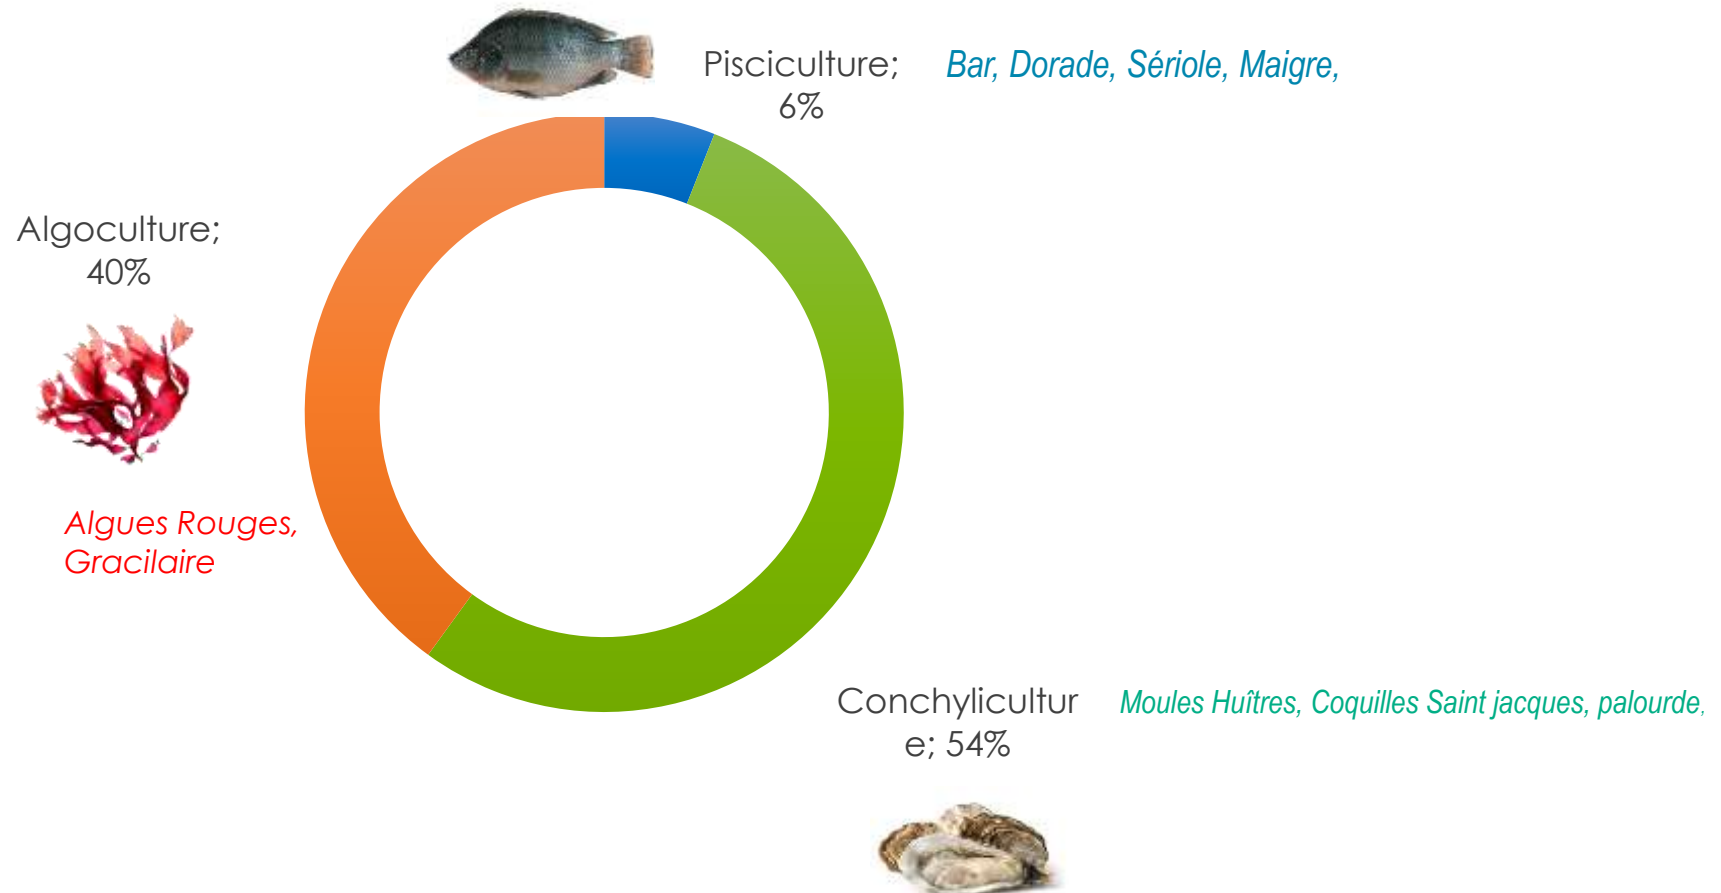 Pisciculture;
6%
Bar, Dorade, Sériole, Maigre,
Algoculture;
40%
Algues Rouges,
Gracilaire
Conchylicultur
e; 54%
Moules Huîtres, Coquilles Saint jacques, palourde,